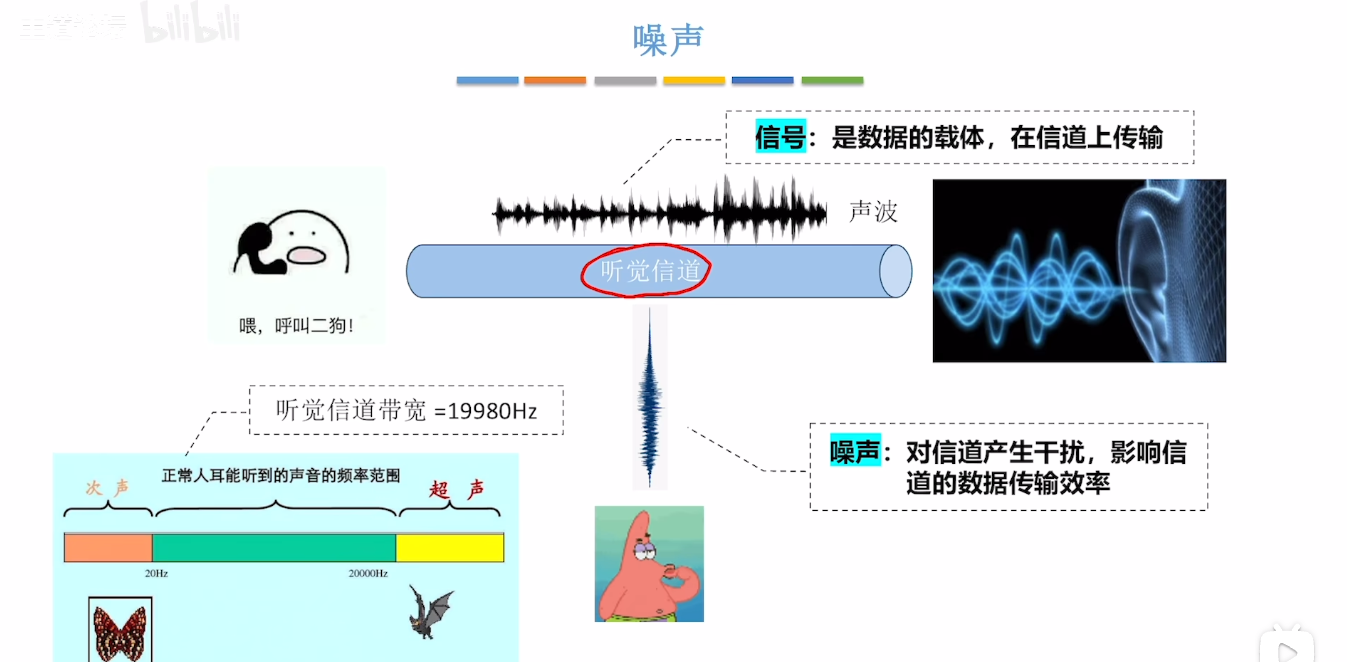 bilibili
噪声
信号：是数据的载体，在信道上传输
声波
听觉信道
喂，呼叫二狗！
听觉信道带宽 =19980Hz
噪声：对信道产生干扰，影响信
道的数据传输效率
正常人耳能听到的声音的频率范围
次 声
超 声
20Hz
20000Hz